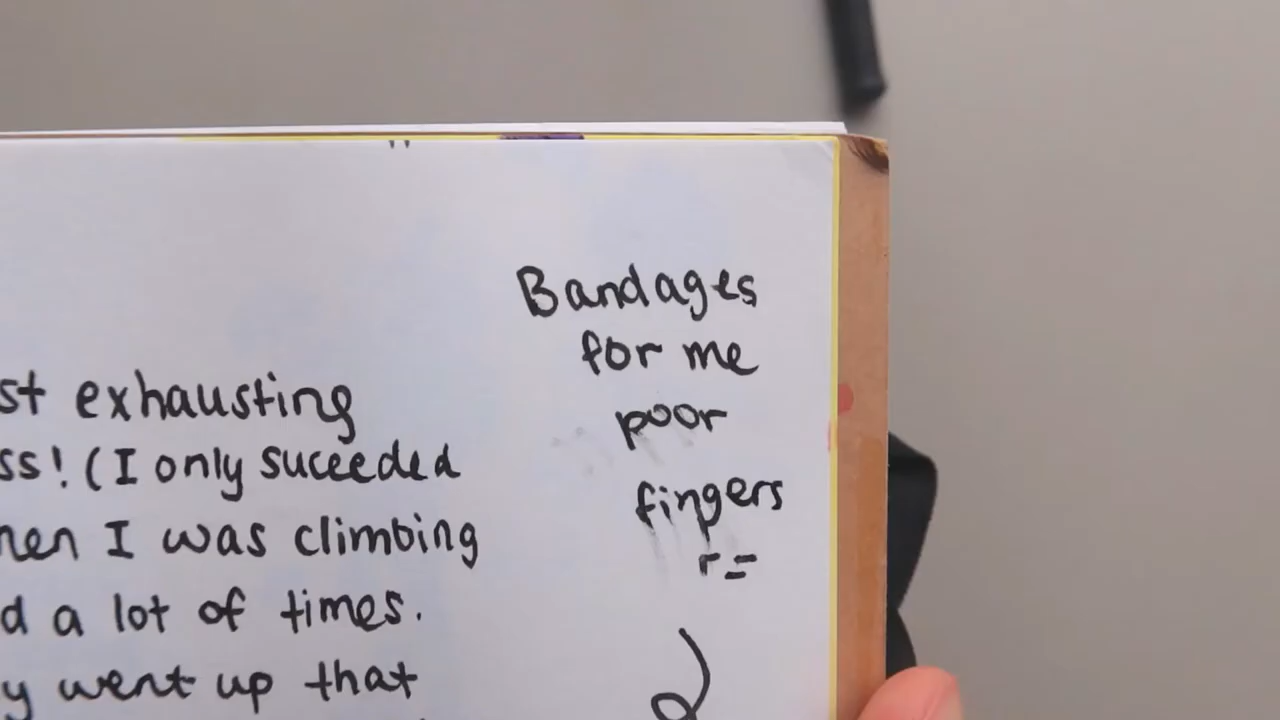 Bandages
for me
poor
fingers
st exhausting
ss! (I only suceeded
hen I was climbing
d a lot of times.
y went up that